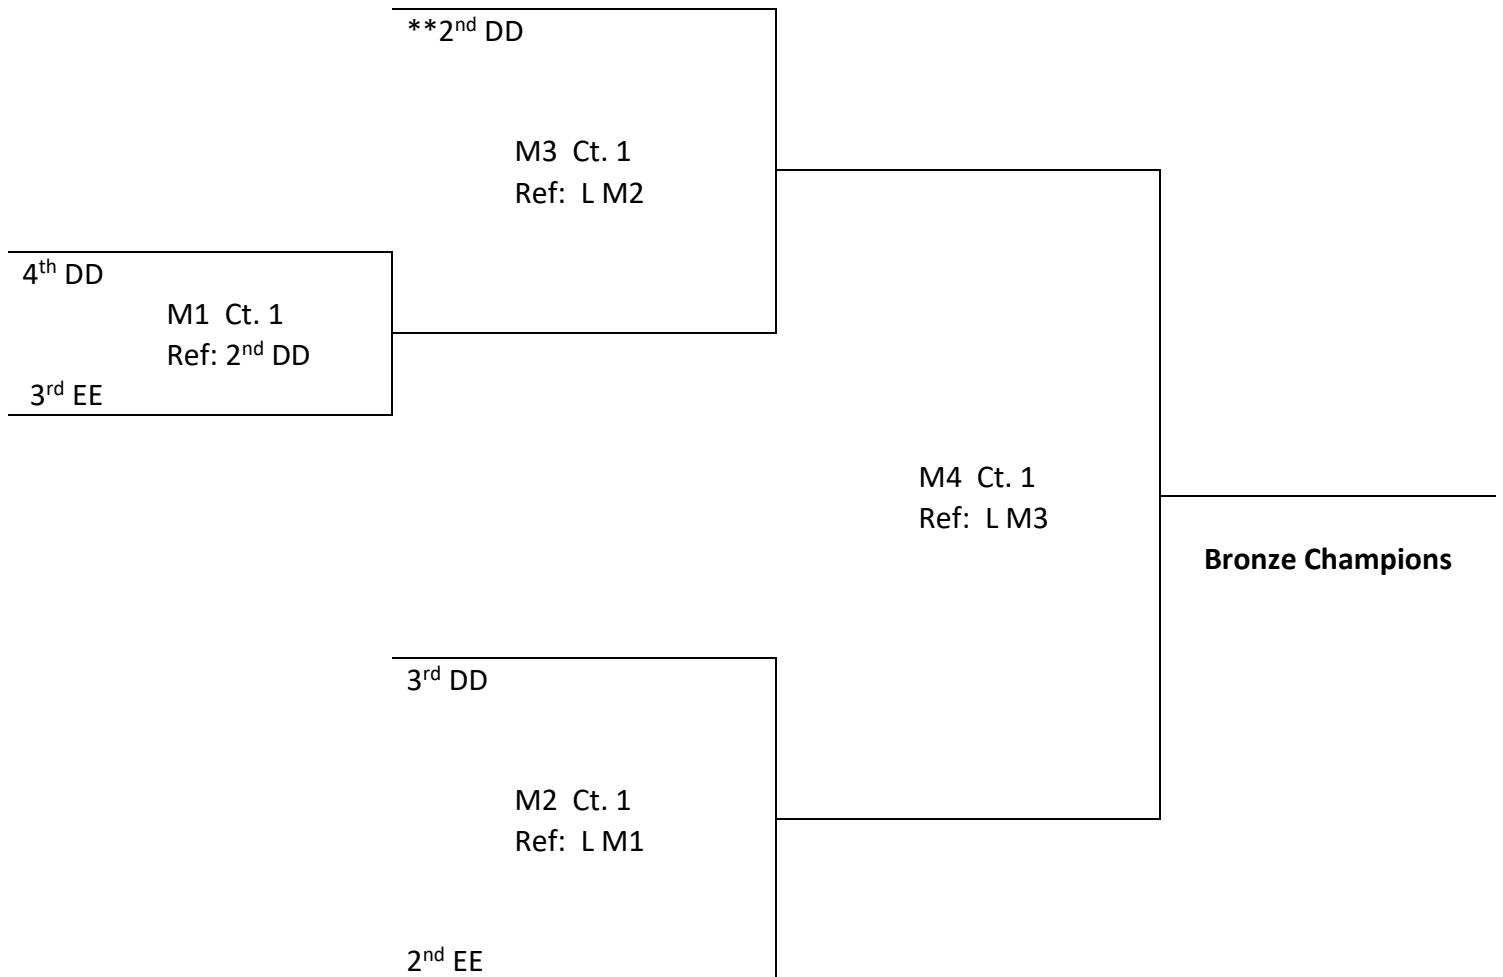 **2nd DD
M3 Ct. 1
Ref: L M2
4th DD
M1 Ct. 1
Ref: 2nd DD
3rd EE
M4 Ct. 1
Ref: L M3
Bronze Champions
3rd DD
M2 Ct. 1
Ref: L M1
2nd EE